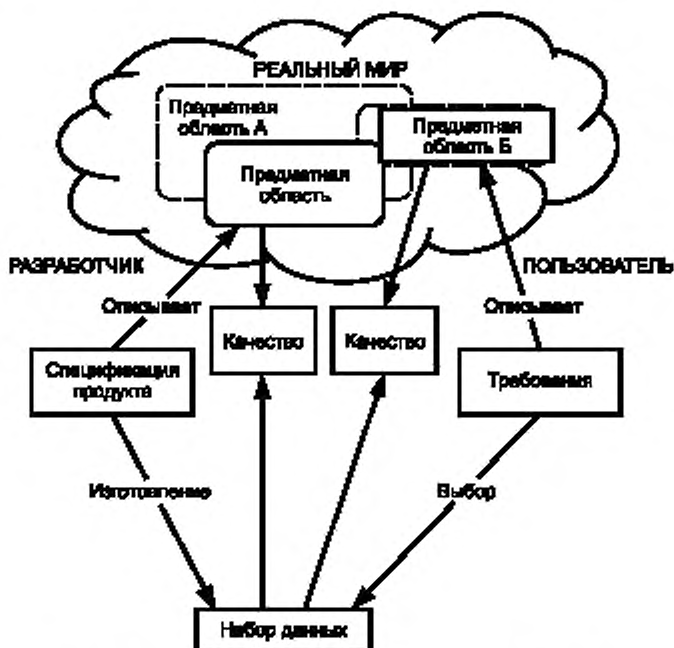 РЕАЛЬНЫЙ МИР
Предметная
область А
Предметная
область Б
Предметная
область
РАЗРАБОТЧИК
ПОЛЬЗОВАТЕЛЬ
Описывает
Описывает
Качество
Качество
Спецификация
продукта
Требования
Изготовление
Выбор
Набор данных